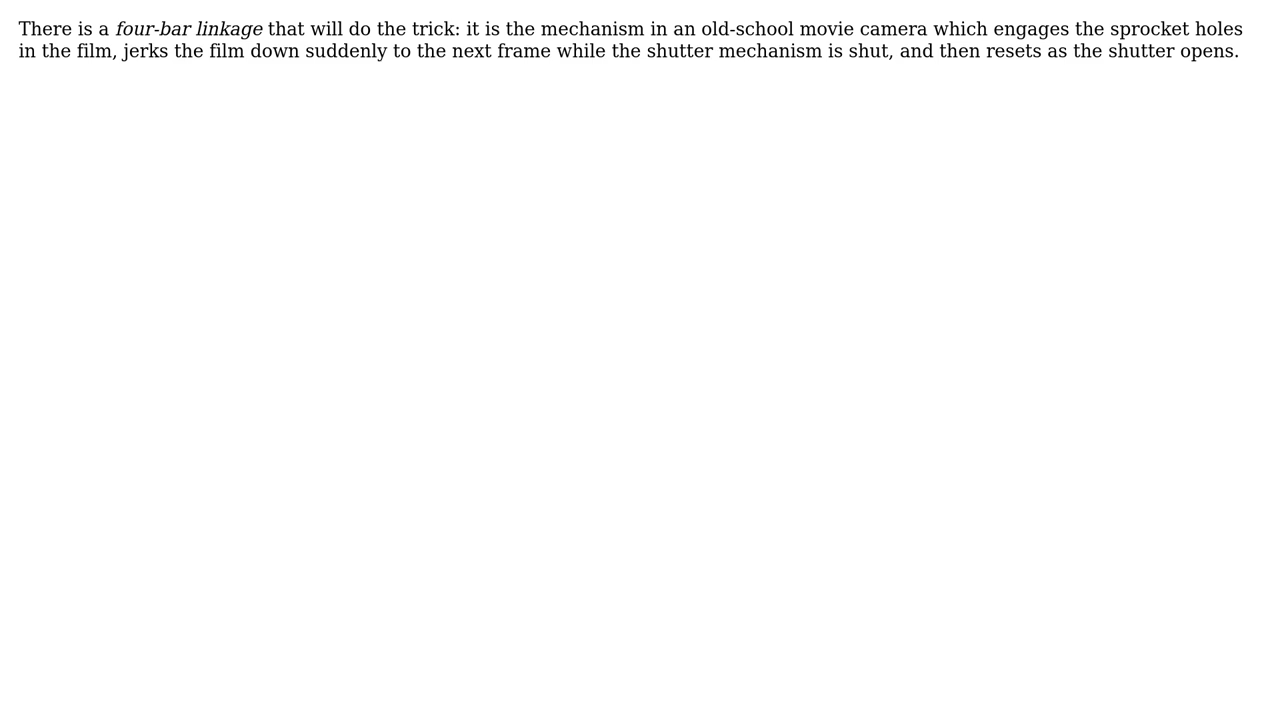 There is a four-bar linkage that will do the trick: it is the mechanism in an old-school movie camera which engages the sprocket holes
in the film, jerks the film down suddenly to the next frame while the shutter mechanism is shut, and then resets as the shutter opens.